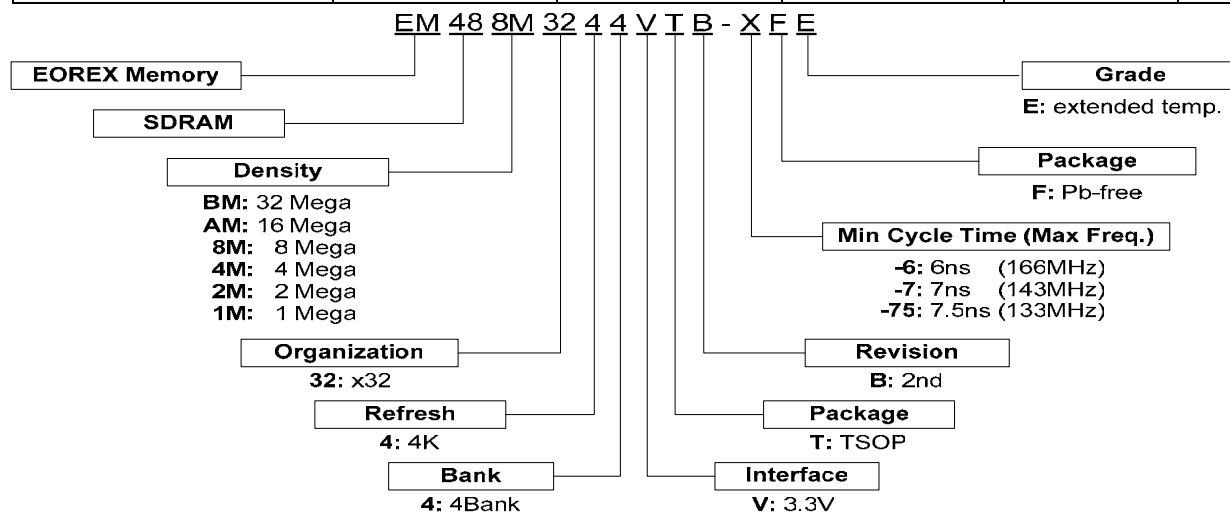 EM 48 8M 32 4 4 V T B - X F E
EOREX Memory
SDRAM
Density
BM: 32 Mega
AM: 16 Mega
8M: 8 Mega
4M: 4 Mega
2M: 2 Mega
1M: 1 Mega
Organization
32: x32
Refresh
4: 4K
Bank
4: 4Bank
Grade
E: extended temp.
Package
F: Pb-free
Min Cycle Time (Max Freq.)
-6: 6ns (166MHz)
-7: 7ns (143MHz)
-75: 7.5ns (133MHz)
Revision
B: 2nd
Package
T: TSOP
Interface
V: 3.3V